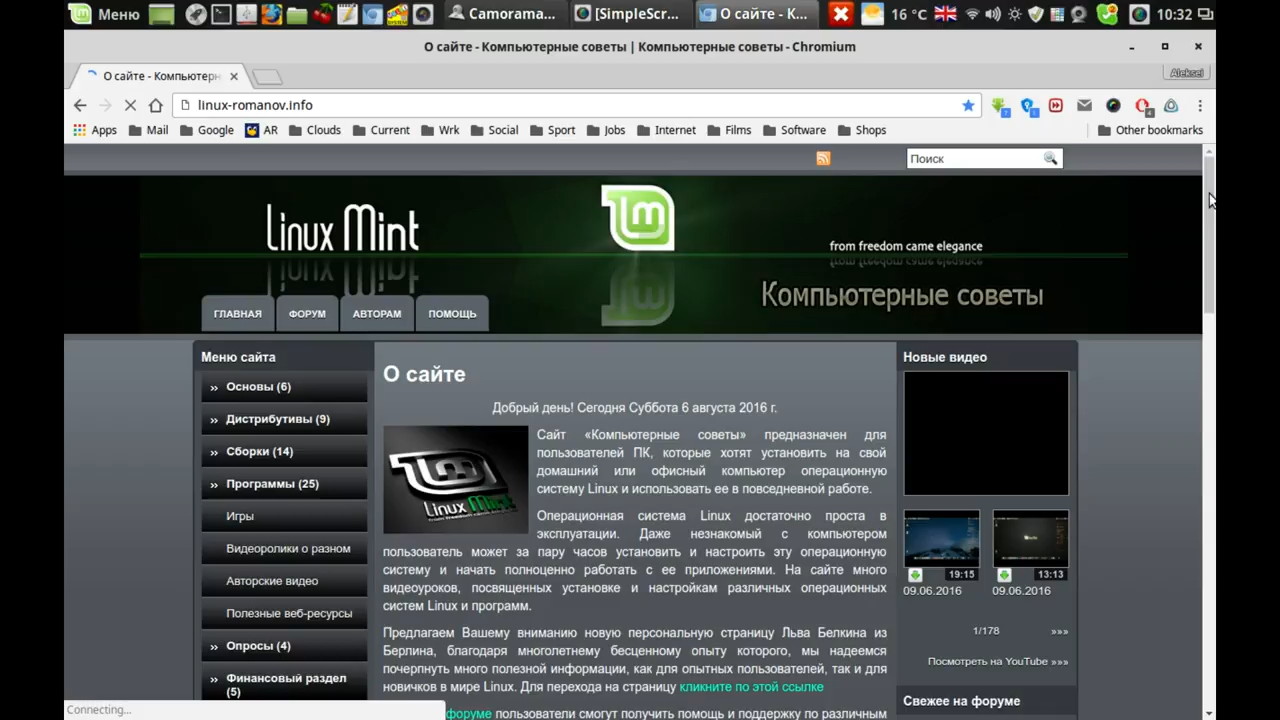 Меню
Camorama...
[SimpleScr...
О сайте - К...
16 °C
10:32
О сайте - Компьютерные советы | Компьютерные советы - Chromium
О сайте - Компьютерн
Aleksei
linux-romanov.info
Apps Mail Google AR Clouds Current Wrk Social Sport Jobs Internet Films Software Shops Other bookmarks
Поиск
Linux Mint
from freedom came elegance
Компьютерные советы
ГЛАВНАЯ ФОРУМ АВТОРАМ ПОМОЩЬ
Меню сайта
» Основы (6)
» Дистрибутивы (9)
» Сборки (14)
» Программы (25)
Игры
Видеоролики о разном
Авторские видео
Полезные веб-ресурсы
» Опросы (4)
» Финансовый раздел
(5)
О сайте
Добрый день! Сегодня Суббота 6 августа 2016 г.
Linux Mint
Сайт «Компьютерные советы» предназначен для
пользователей ПК, которые хотят установить на свой
домашний или офисный компьютер операционную
систему Linux и использовать ее в повседневной работе.
Операционная система Linux достаточно проста в
эксплуатации. Даже незнакомый с компьютером
пользователь может за пару часов установить и настроить эту операционную
систему и начать полноценно работать с ее приложениями. На сайте много
видеоуроков, посвященных установке и настройкам различных операционных
систем Linux и программ.
Предлагаем Вашему вниманию новую персональную страницу Льва Белкина из
Берлина, благодаря многолетнему бесценному опыту которого, мы надеемся
почерпнуть много полезной информации, как для опытных пользователей, так и для
новичков в мире Linux. Для перехода на страницу кликните по этой ссылке
форуме пользователи смогут получить помощь и поддержку по различным
Новые видео
19:15 13:13
09.06.2016 09.06.2016
1/178 »»»
Посмотреть на YouTube »»»
Свежее на форуме
Connecting...